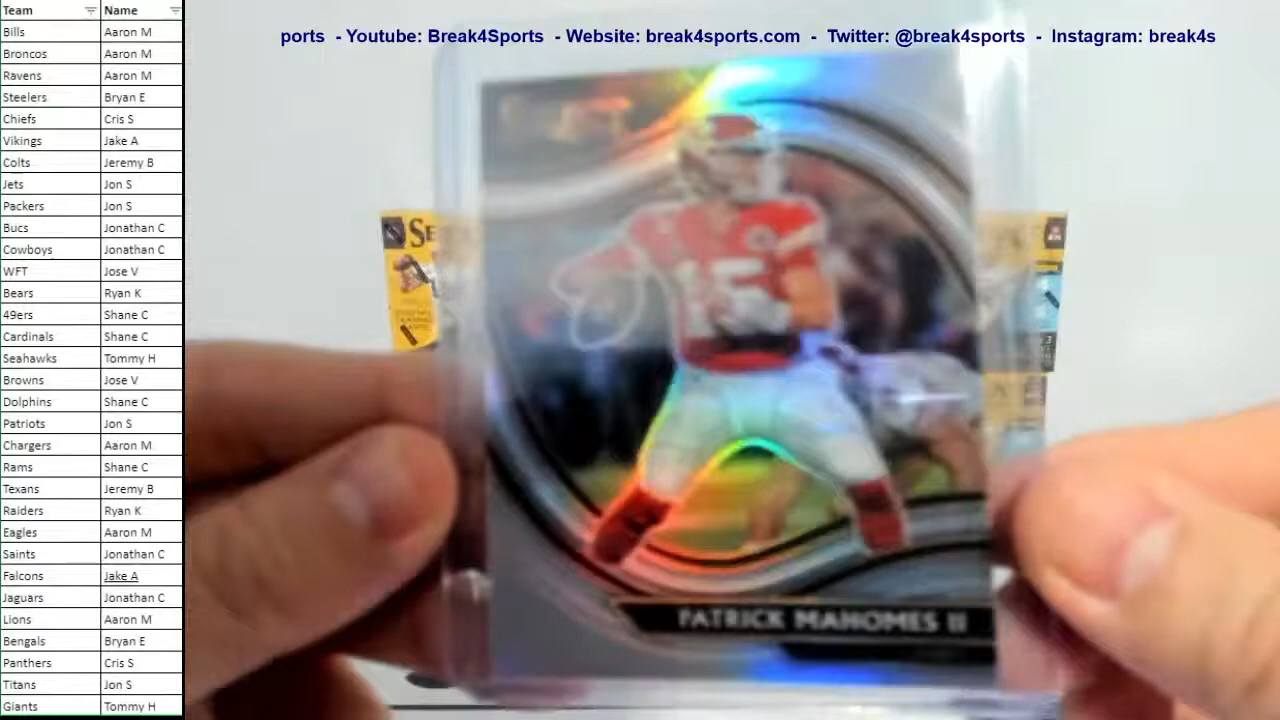 Team Name
Bills Aaron M
Broncos Aaron M
Ravens Aaron M
Steelers Bryan E
Chiefs Cris S
Vikings Jake A
Colts Jeremy B
Jets Jon S
Packers Jon S
Bucs Jonathan C
Cowboys Jonathan C
WFT Jose V
Bears Ryan K
49ers Shane C
Cardinals Shane C
Seahawks Tommy H
Browns Jose V
Dolphins Shane C
Patriots Jon S
Chargers Aaron M
Rams Shane C
Texans Jeremy B
Raiders Ryan K
Eagles Aaron M
Saints Jonathan C
Falcons Jake A
Jaguars Jonathan C
Lions Aaron M
Bengals Bryan E
Panthers Cris S
Titans Jon S
Giants Tommy H
ports - Youtube: Break4Sports - Website: break4sports.com - Twitter: @break4sports - Instagram: break4s
15
PATRICK MAHOMES II